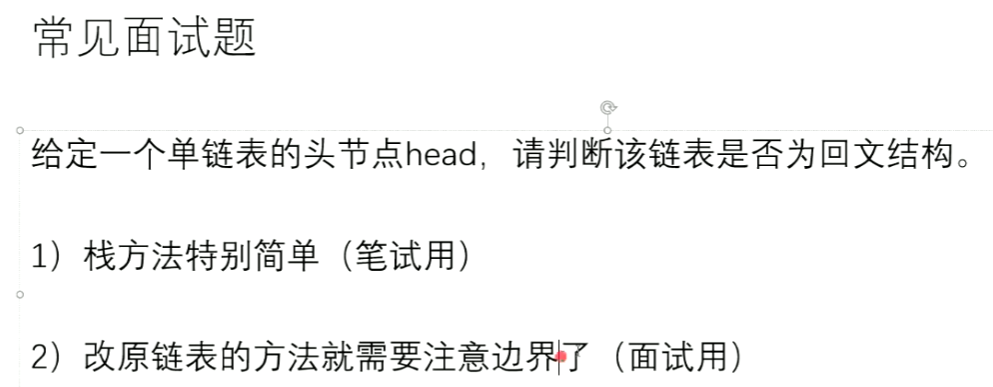 常见面试题
给定一个单链表的头节点head，请判断该链表是否为回文结构。
1）栈方法特别简单（笔试用）
2）改原链表的方法就需要注意边界了（面试用）